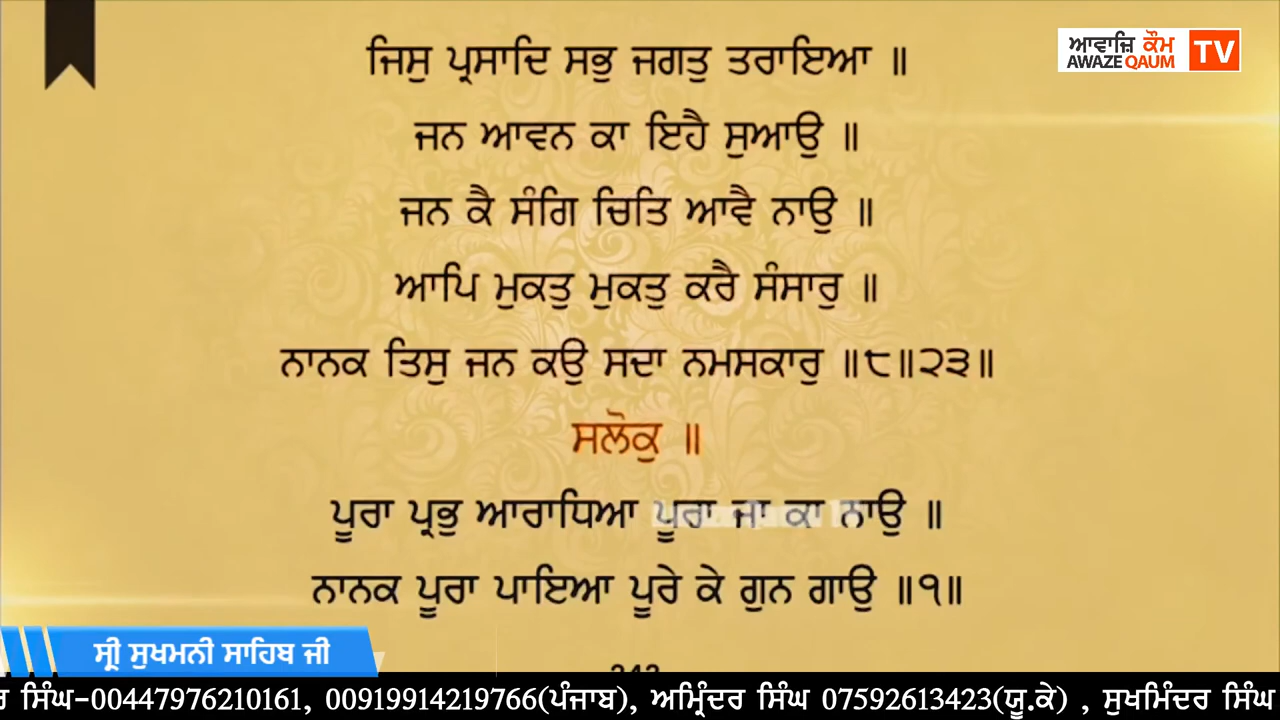 ਆਵਾਜ਼ਿ ਕੌਮ
AWAZE QAUM
TV
ਜਿਸੁ ਪ੍ਰਸਾਦਿ ਸਭੁ ਜਗਤੁ ਤਰਾਇਆ ॥
ਜਨ ਆਵਨ ਕਾ ਇਹੈ ਸੁਆਉ ॥
ਜਨ ਕੈ ਸੰਗਿ ਚਿਤਿ ਆਵੈ ਨਾਉ ॥
ਆਪਿ ਮੁਕਤੁ ਮੁਕਤੁ ਕਰੈ ਸੰਸਾਰੁ ॥
ਨਾਨਕ ਤਿਸੁ ਜਨ ਕਉ ਸਦਾ ਨਮਸਕਾਰੁ ॥੮॥੨੩॥
ਸਲੋਕੁ ॥
ਪੂਰਾ ਪ੍ਰਭੁ ਆਰਾਧਿਆ ਪੂਰਾ ਜਾ ਕਾ ਨਾਉ ॥
ਨਾਨਕ ਪੂਰਾ ਪਾਇਆ ਪੂਰੇ ਕੇ ਗੁਨ ਗਾਉ ॥੧॥
ਸ੍ਰੀ ਸੁਖਮਨੀ ਸਾਹਿਬ ਜੀ
ਸਿੰਘ-00447976210161, 00919914219766(ਪੰਜਾਬ), ਅਮ੍ਰਿੰਦਰ ਸਿੰਘ 07592613423(ਯੂ.ਕੇ) , ਸੁਖਮਿੰਦਰ ਸਿੰਘ